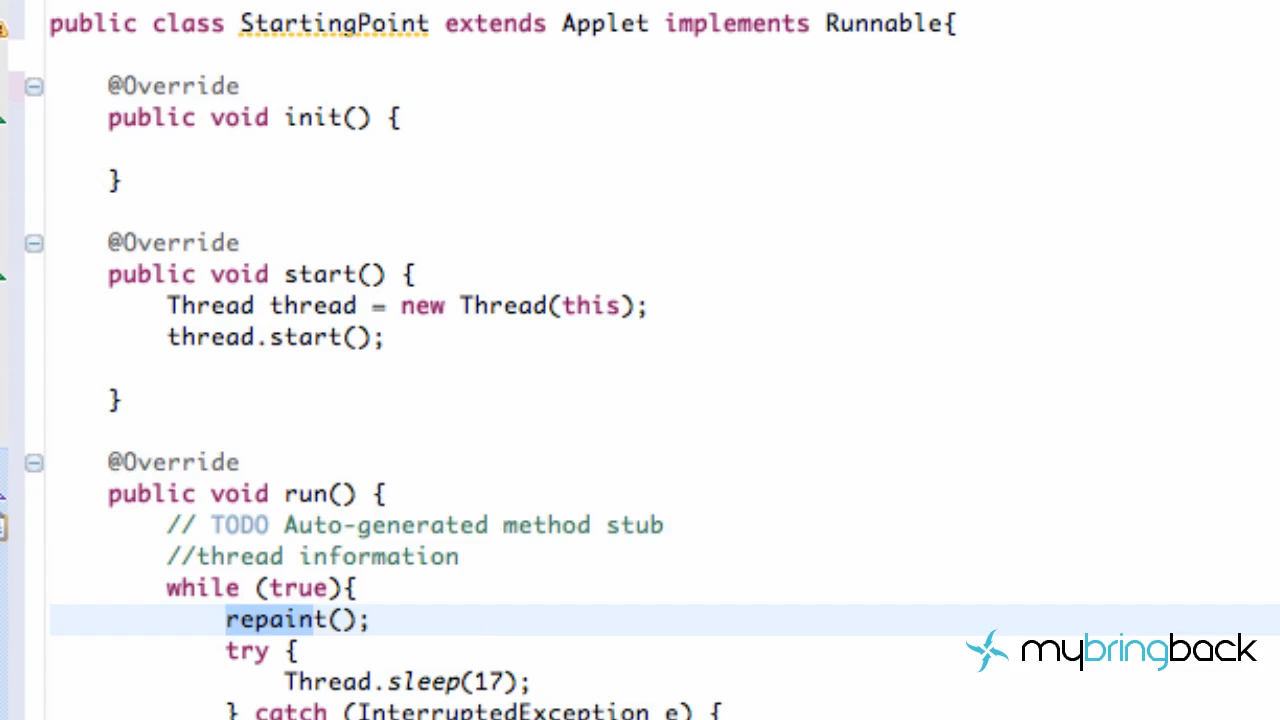 public class StartingPoint extends Applet implements Runnable{
@Override
public void init() {
}
@Override
public void start() {
Thread thread = new Thread(this);
thread.start();
}
@Override
public void run() {
// TODO Auto-generated method stub
//thread information
while (true){
repaint();
try {
Thread.sleep(17);
} catch (InterruptedException e) {
mybringback